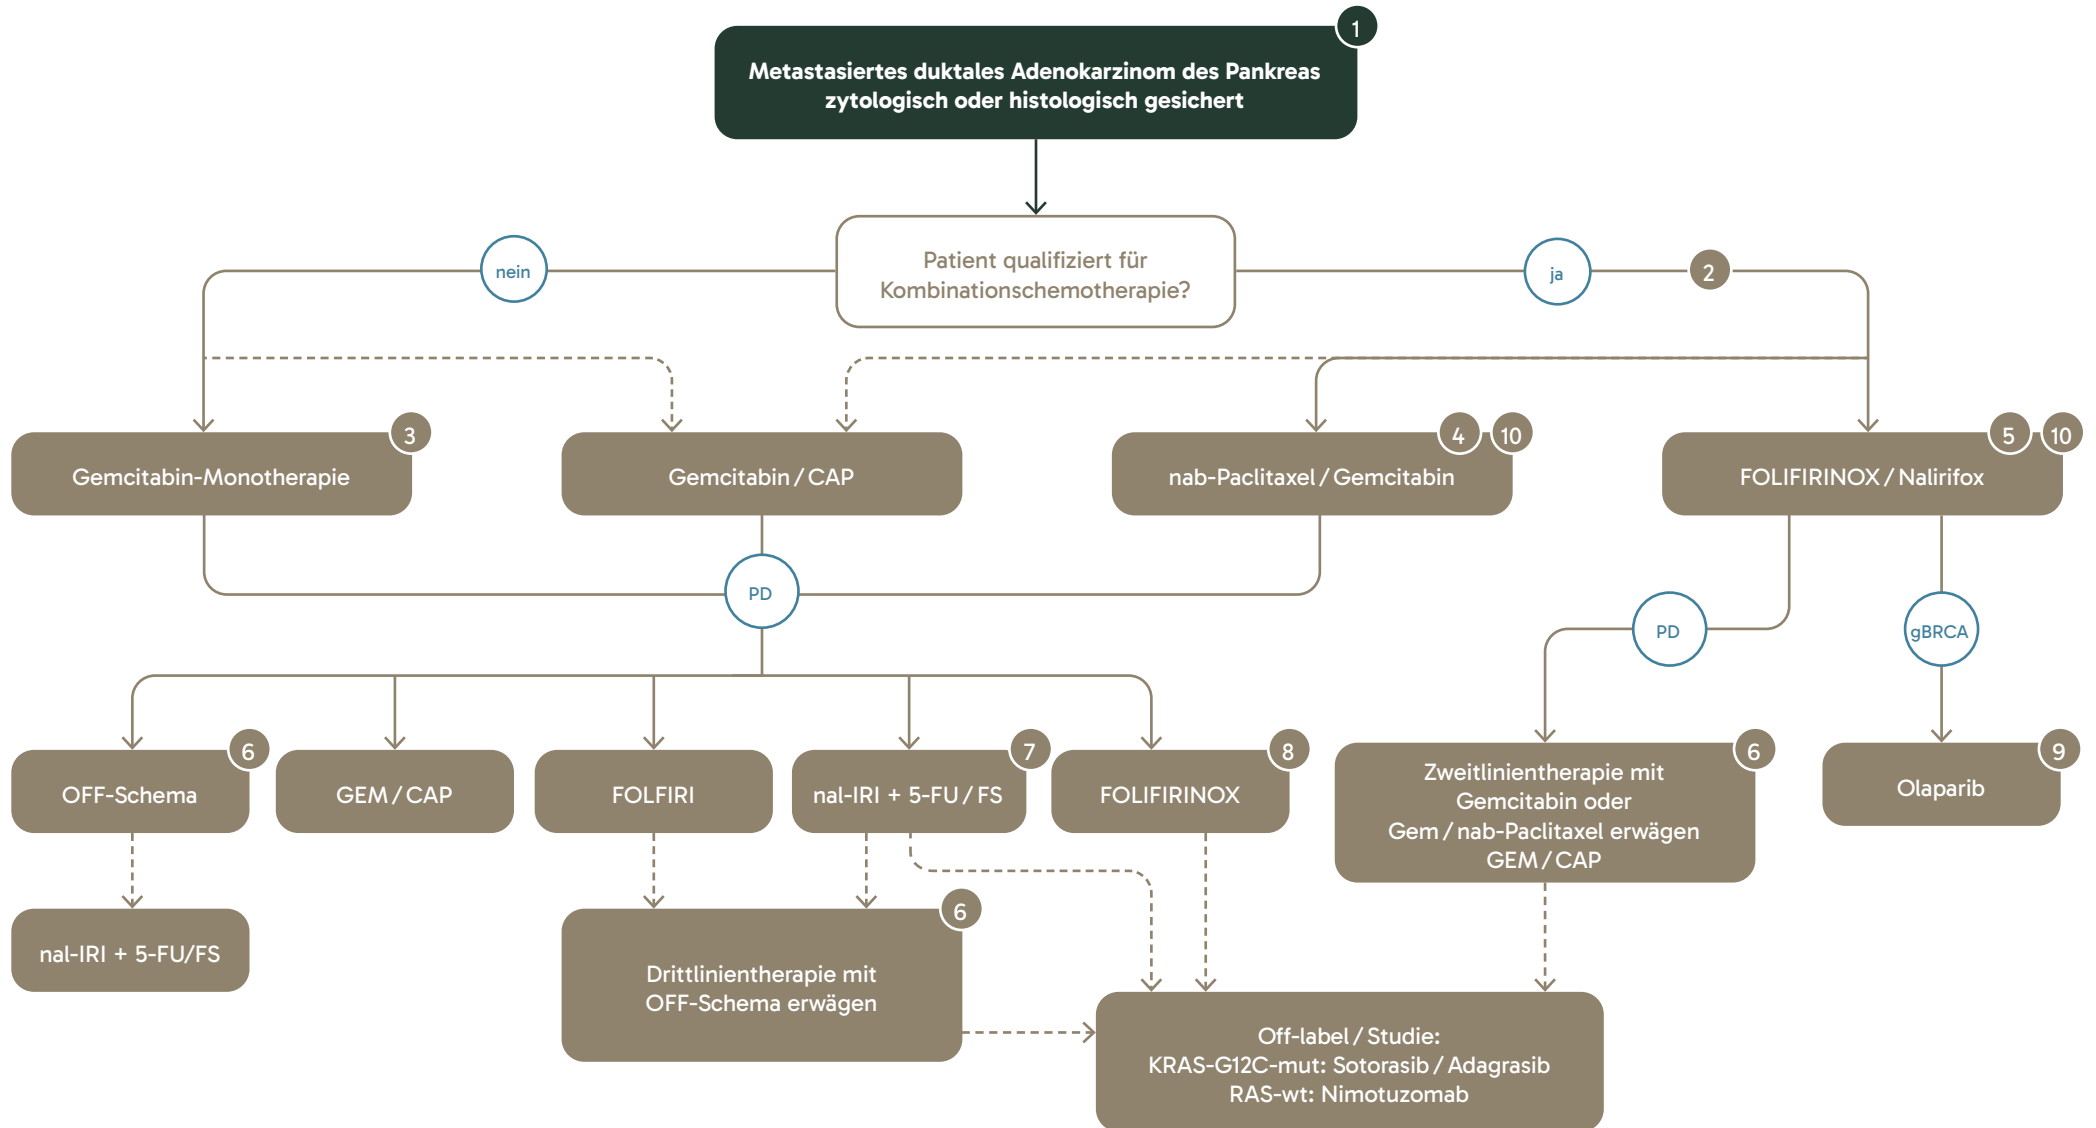 1
Metastasiertes duktales Adenokarzinom des Pankreas
zytologisch oder histologisch gesichert
Patient qualifiziert für
Kombinationschemotherapie?
nein
ja
2
Gemcitabin-Monotherapie
3
Gemcitabin / CAP
nab-Paclitaxel / Gemcitabin
4
10
FOLIFIRINOX / Nalirifox
5
10
PD
PD
gBRCA
OFF-Schema
6
GEM / CAP
FOLFIRI
nal-IRI + 5-FU / FS
7
FOLIFIRINOX
8
Zweitlinientherapie mit
Gemcitabin oder
Gem / nab-Paclitaxel erwägen
GEM / CAP
6
Olaparib
9
nal-IRI + 5-FU/FS
Drittlinientherapie mit
OFF-Schema erwägen
6
Off-label / Studie:
KRAS-G12C-mut: Sotorasib / Adagrasib
RAS-wt: Nimotuzomab